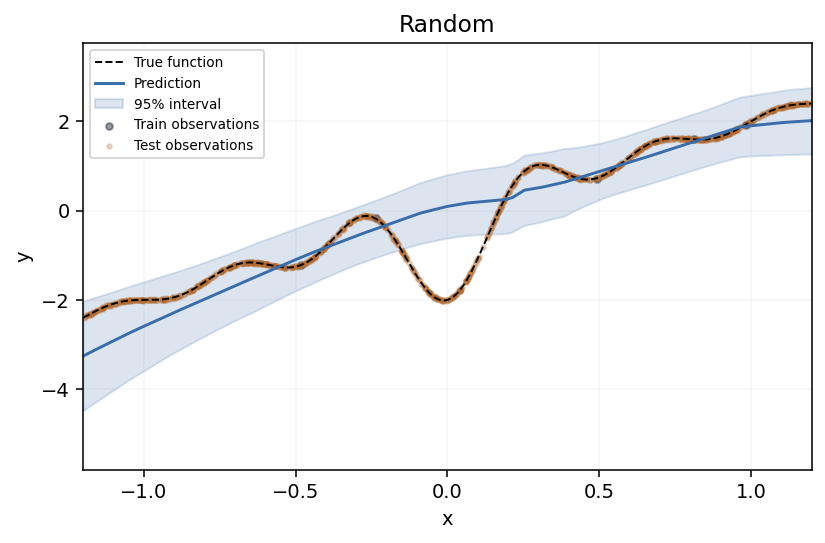 Random
True function
Prediction
95% interval
Train observations
Test observations
y
2
0
−2
−4
−1.0 −0.5 0.0 0.5 1.0
x